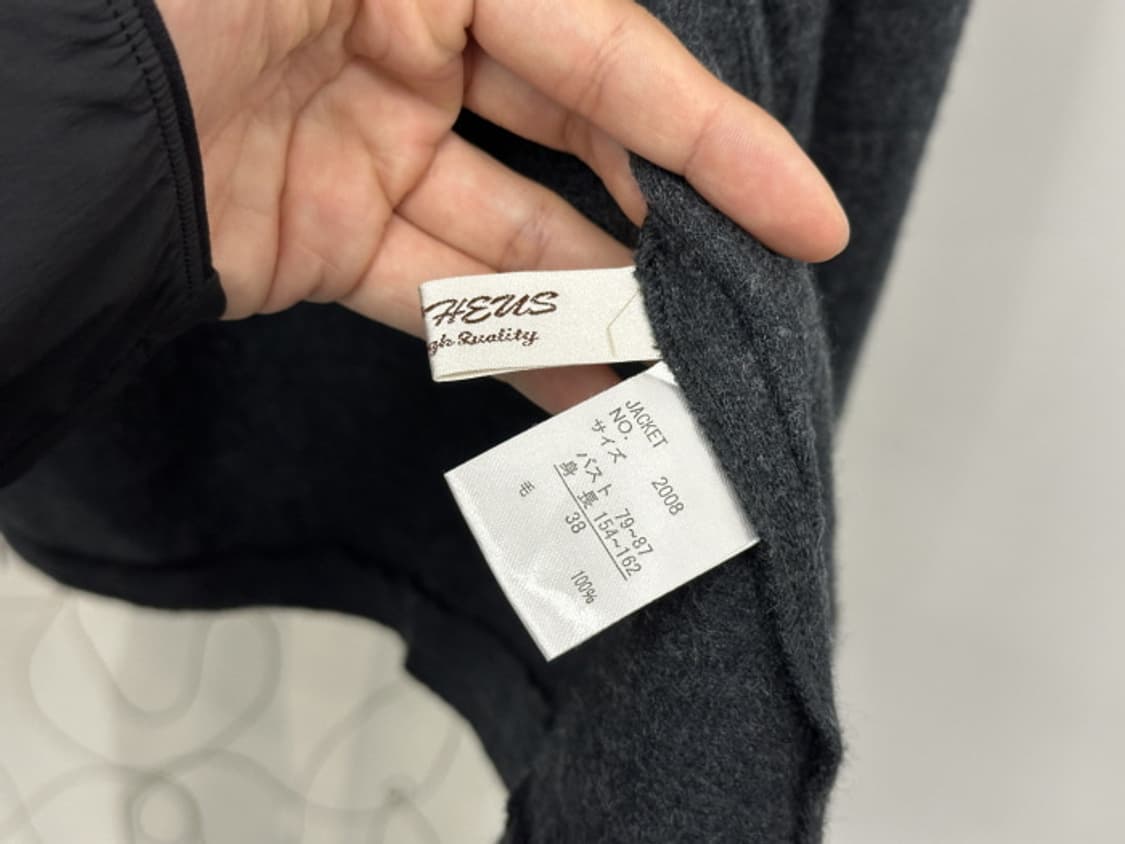 HEUS
gh Quality
JACKET
NO. 2008
サイズ
バスト 79~87
身長 154~162
38
毛 100%